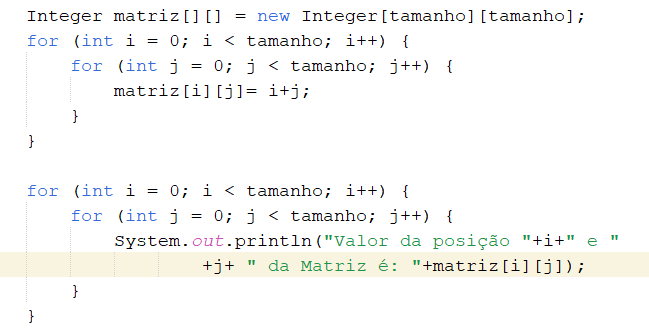 Integer matriz[][] = new Integer[tamanho][tamanho];
for (int i = 0; i < tamanho; i++) {
for (int j = 0; j < tamanho; j++) {
matriz[i][j]= i+j;
}
}
for (int i = 0; i < tamanho; i++) {
for (int j = 0; j < tamanho; j++) {
System.out.println("Valor da posição "+i+" e "
+j+ " da Matriz é: "+matriz[i][j]);
}
}